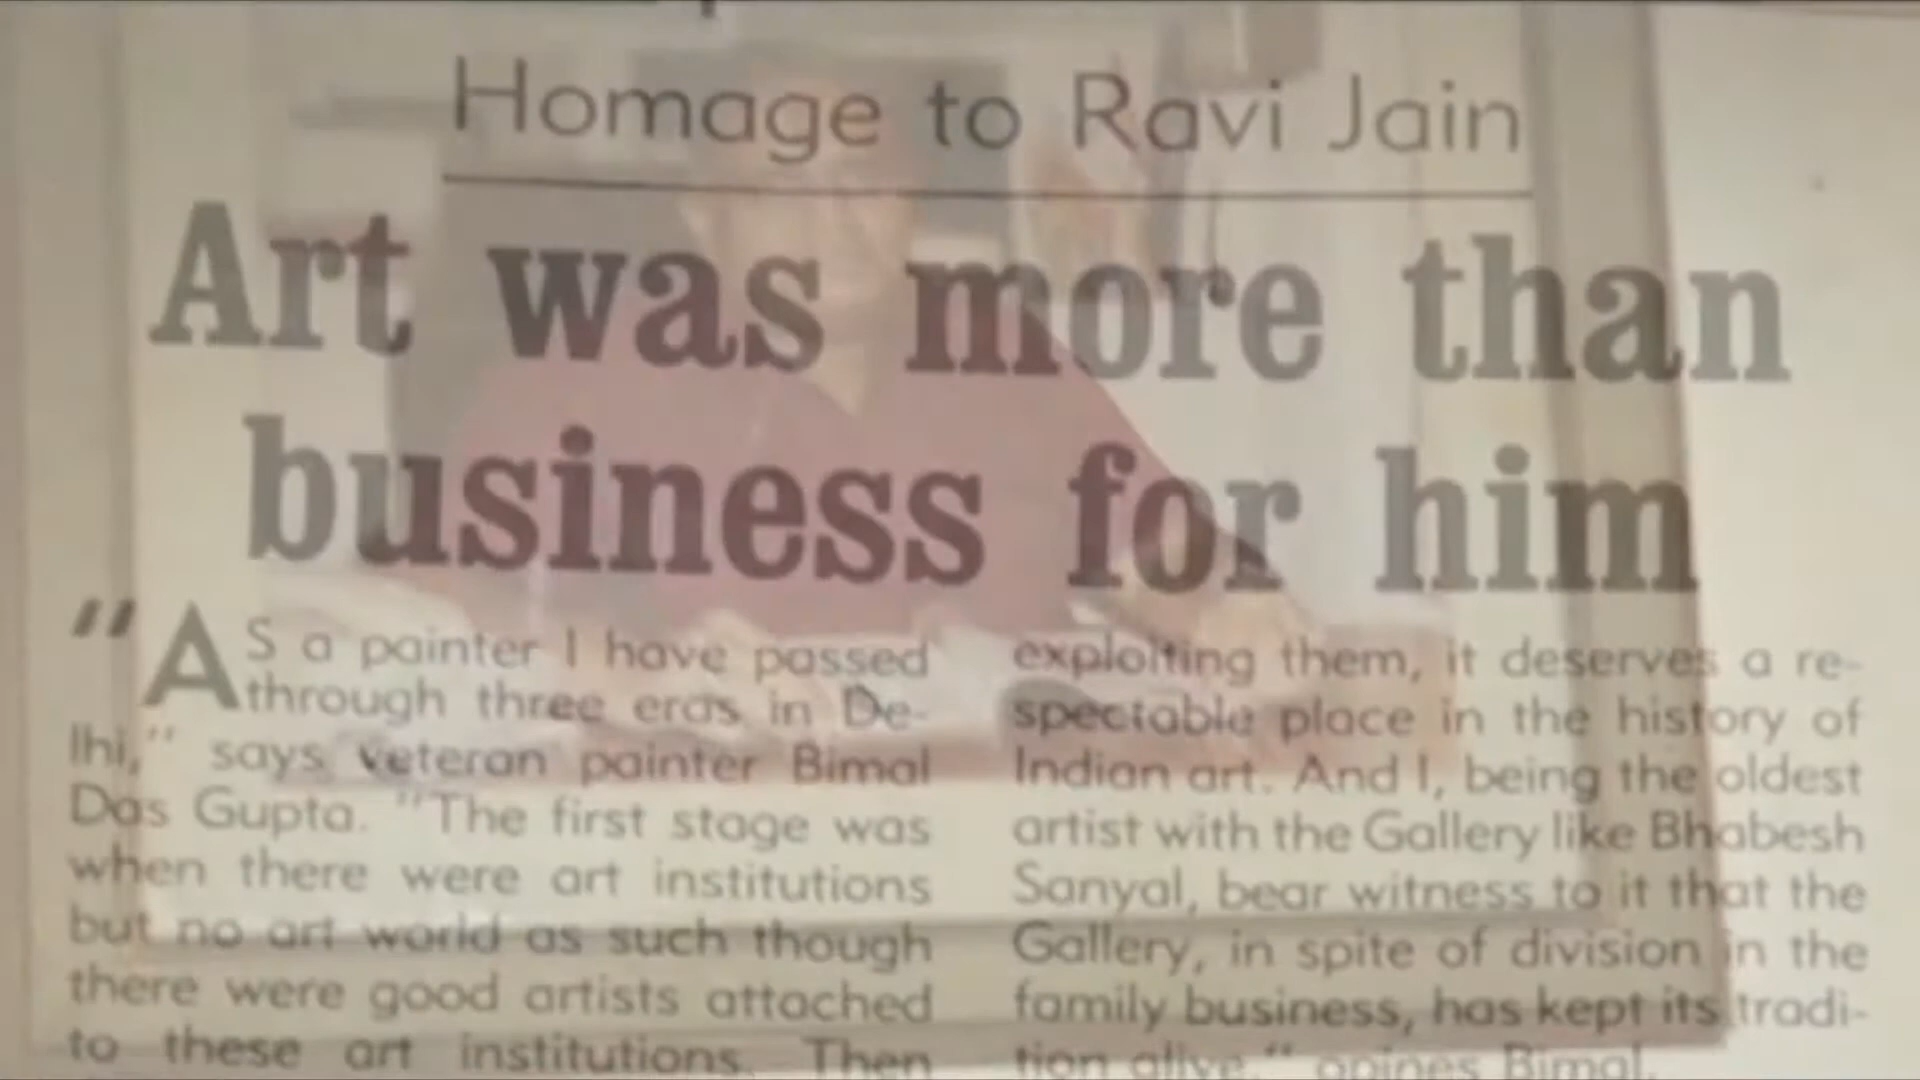 Homage to Ravi Jain
Art was more than
business for him
"AS a painter I have passed
through three eras in De-
lhi," says veteran painter Bimal
Das Gupta. "The first stage was
when there were art institutions
but no art world as such though
there were good artists attached
to these art institutions. Then
exploiting them, it deserves a re-
spectable place in the history of
Indian art. And I, being the oldest
artist with the Gallery like Bhabesh
Sanyal, bear witness to it that the
Gallery, in spite of division in the
family business, has kept its tradi-
tion alive," opines Bimal.